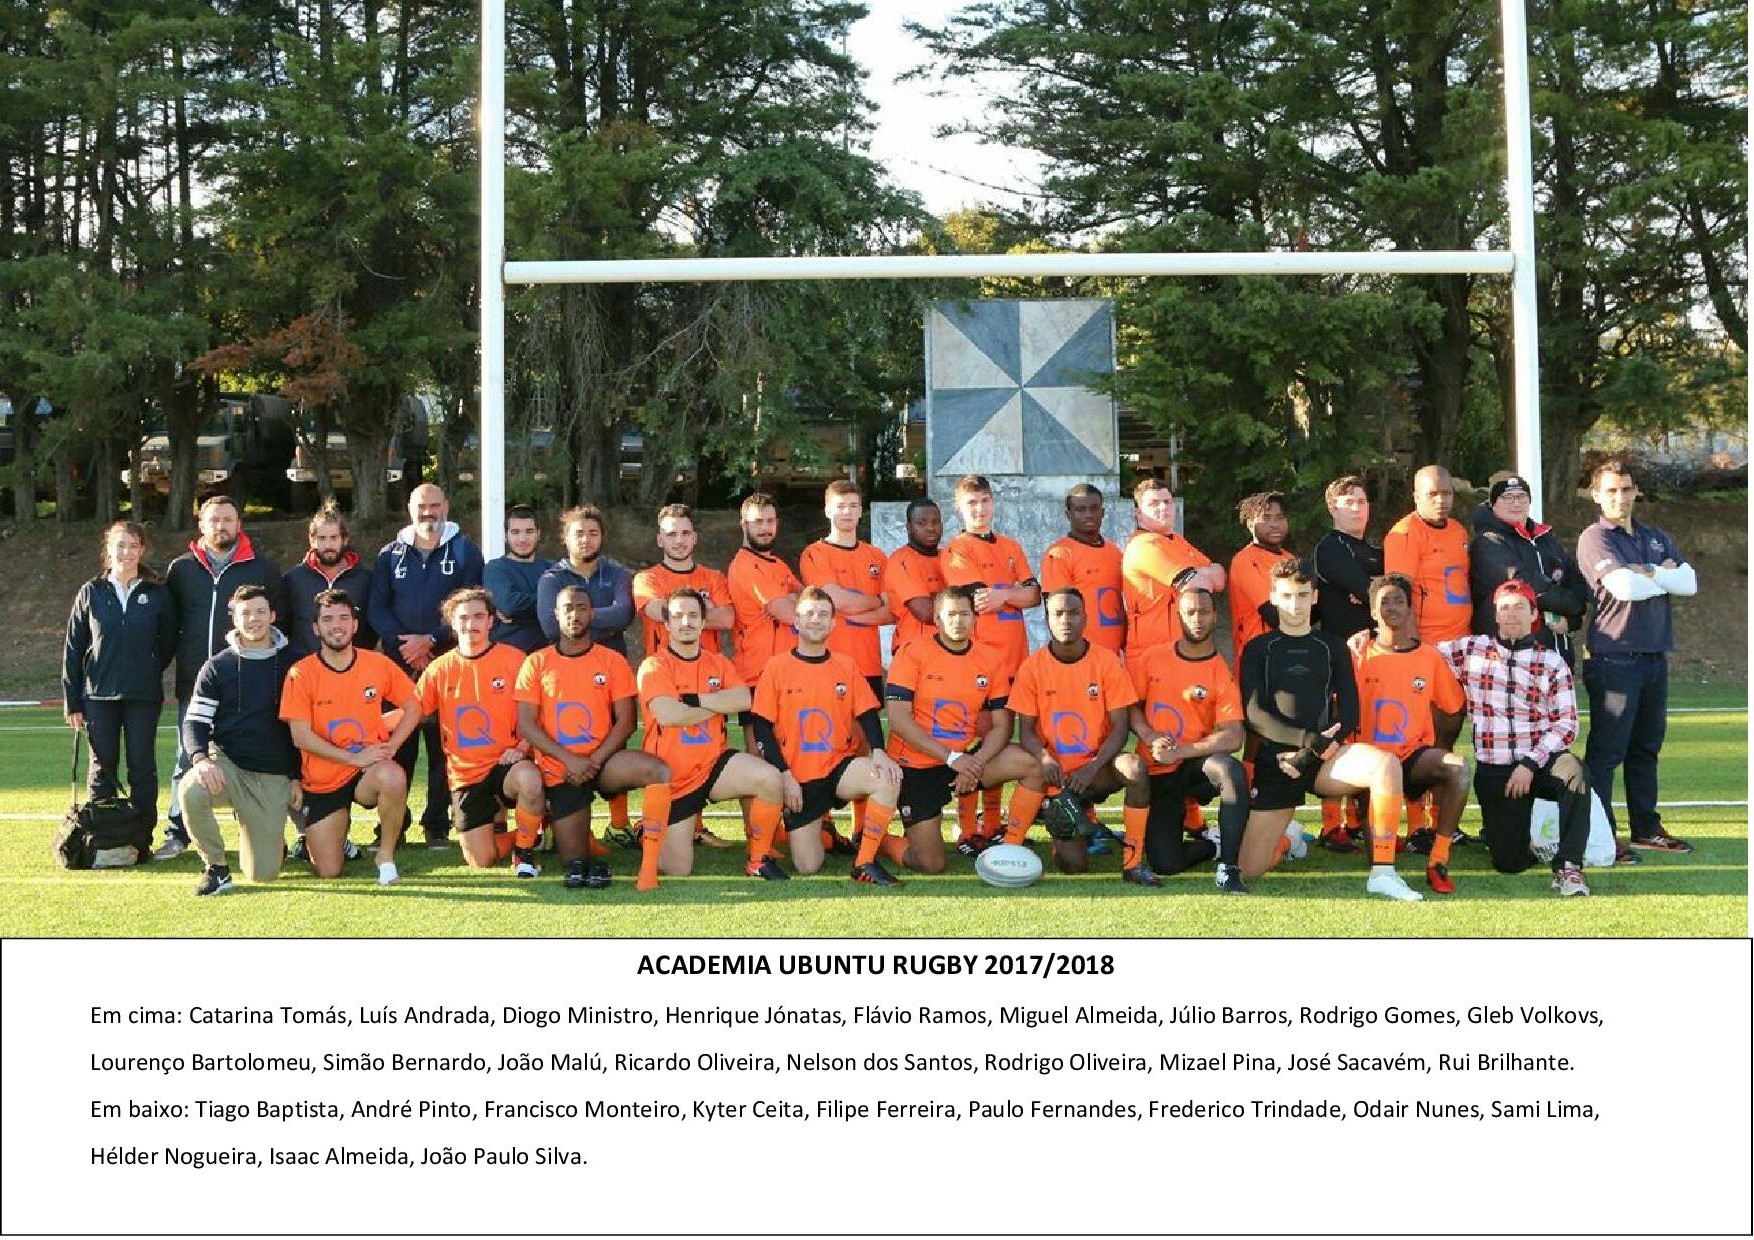 ACADEMIA UBUNTU RUGBY 2017/2018
Em cima: Catarina Tomás, Luís Andrada, Diogo Ministro, Henrique Jónatas, Flávio Ramos, Miguel Almeida, Júlio Barros, Rodrigo Gomes, Gleb Volkovs,
Lourenço Bartolomeu, Simão Bernardo, João Malú, Ricardo Oliveira, Nelson dos Santos, Rodrigo Oliveira, Mizael Pina, José Sacavém, Rui Brilhante.
Em baixo: Tiago Baptista, André Pinto, Francisco Monteiro, Kyter Ceita, Filipe Ferreira, Paulo Fernandes, Frederico Trindade, Odair Nunes, Sami Lima,
Hélder Nogueira, Isaac Almeida, João Paulo Silva.